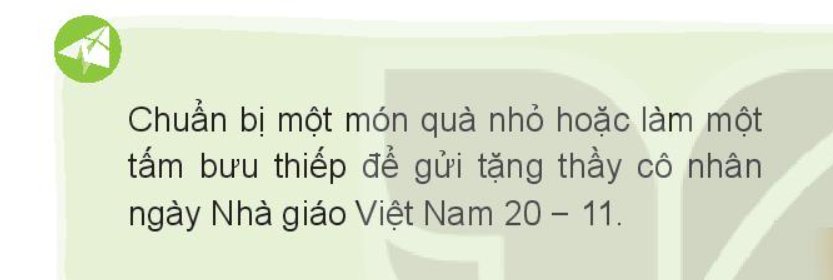 Chuẩn bị một món quà nhỏ hoặc làm một
tấm bưu thiếp để gửi tặng thầy cô nhân
ngày Nhà giáo Việt Nam 20 – 11.